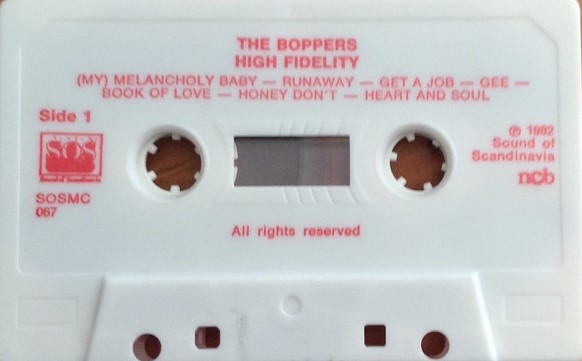 THE BOPPERS
HIGH FIDELITY
(MY) MELANCHOLY BABY — RUNAWAY — GET A JOB — GEE —
BOOK OF LOVE — HONEY DON'T — HEART AND SOUL
Side 1
SOS
SOSMC
067
℗ 1982
Sound of
Scandinavia
ncb
All rights reserved